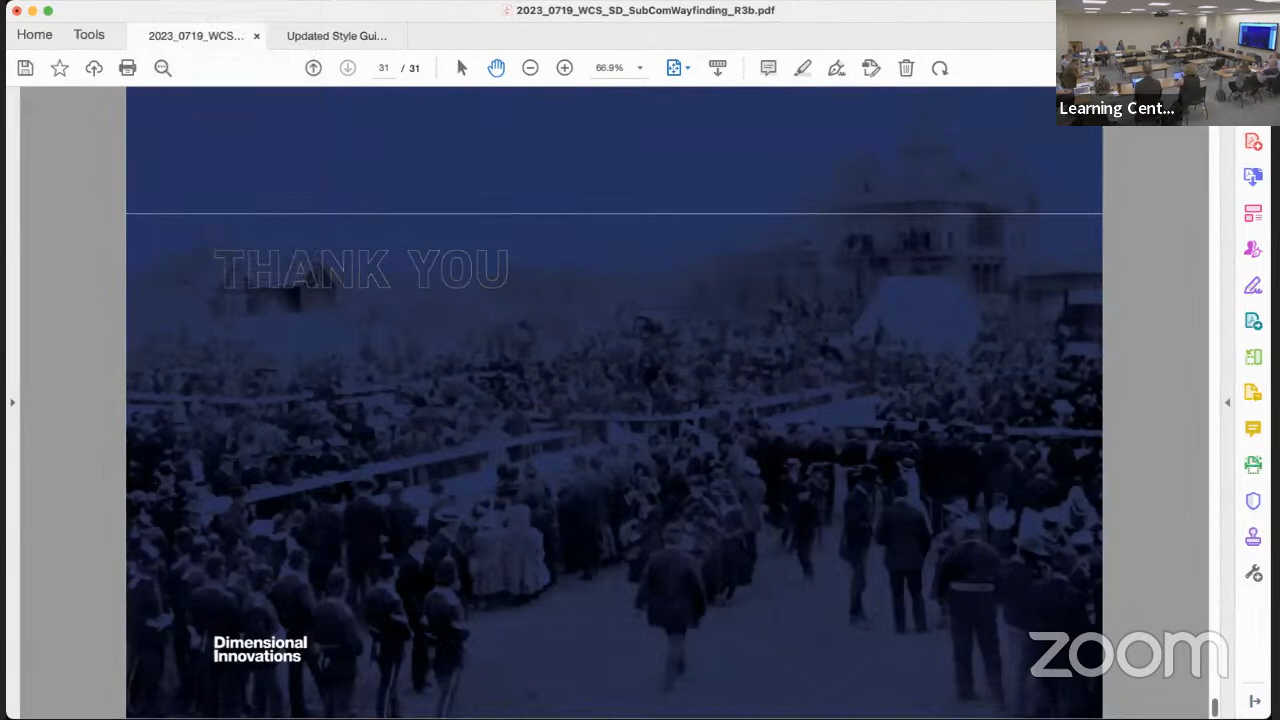 2023_0719_WCS_SD_SubComWayfinding_R3b.pdf
Home
Tools
2023_0719_WCS...
Updated Style Gui...
31 / 31
66.9%
Learning Cent...
THANK YOU
Dimensional
Innovations
zoom